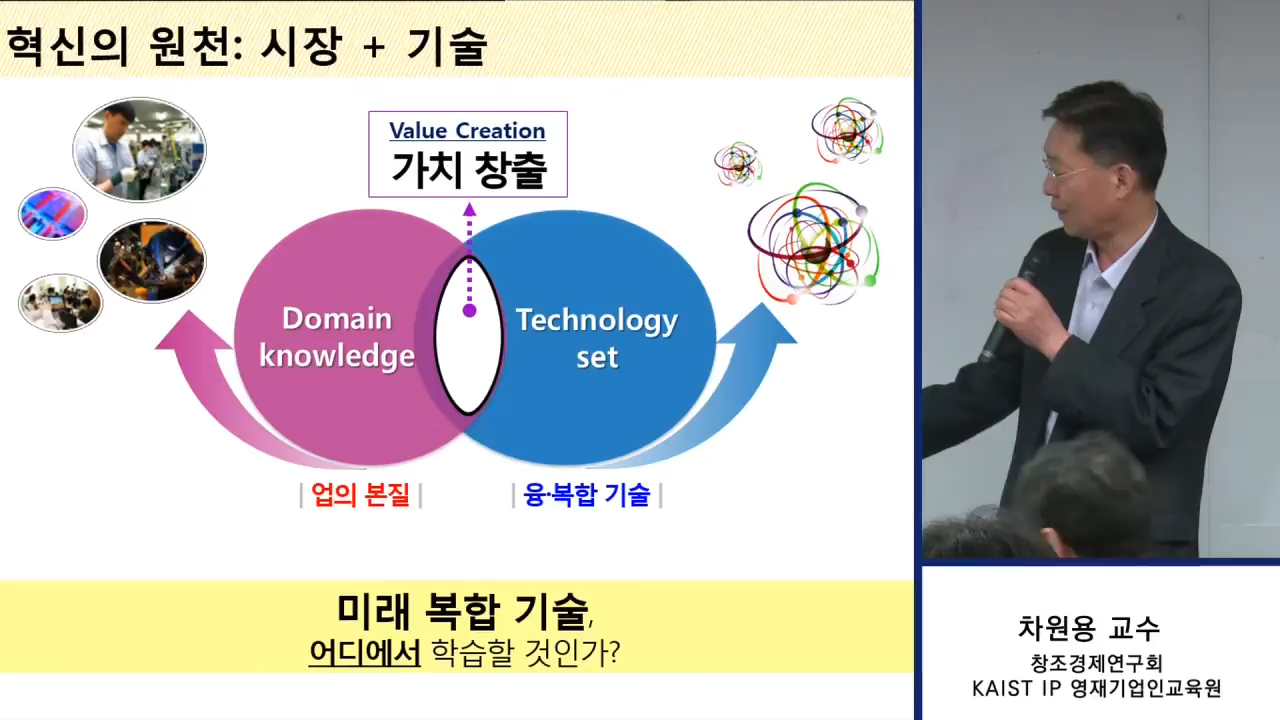 혁신의 원천: 시장 + 기술
Value Creation
가치 창출
Domain
knowledge
Technology
set
| 업의 본질 |
| 융·복합 기술 |
미래 복합 기술,
어디에서 학습할 것인가?
차원용 교수
창조경제연구회
KAIST IP 영재기업인교육원